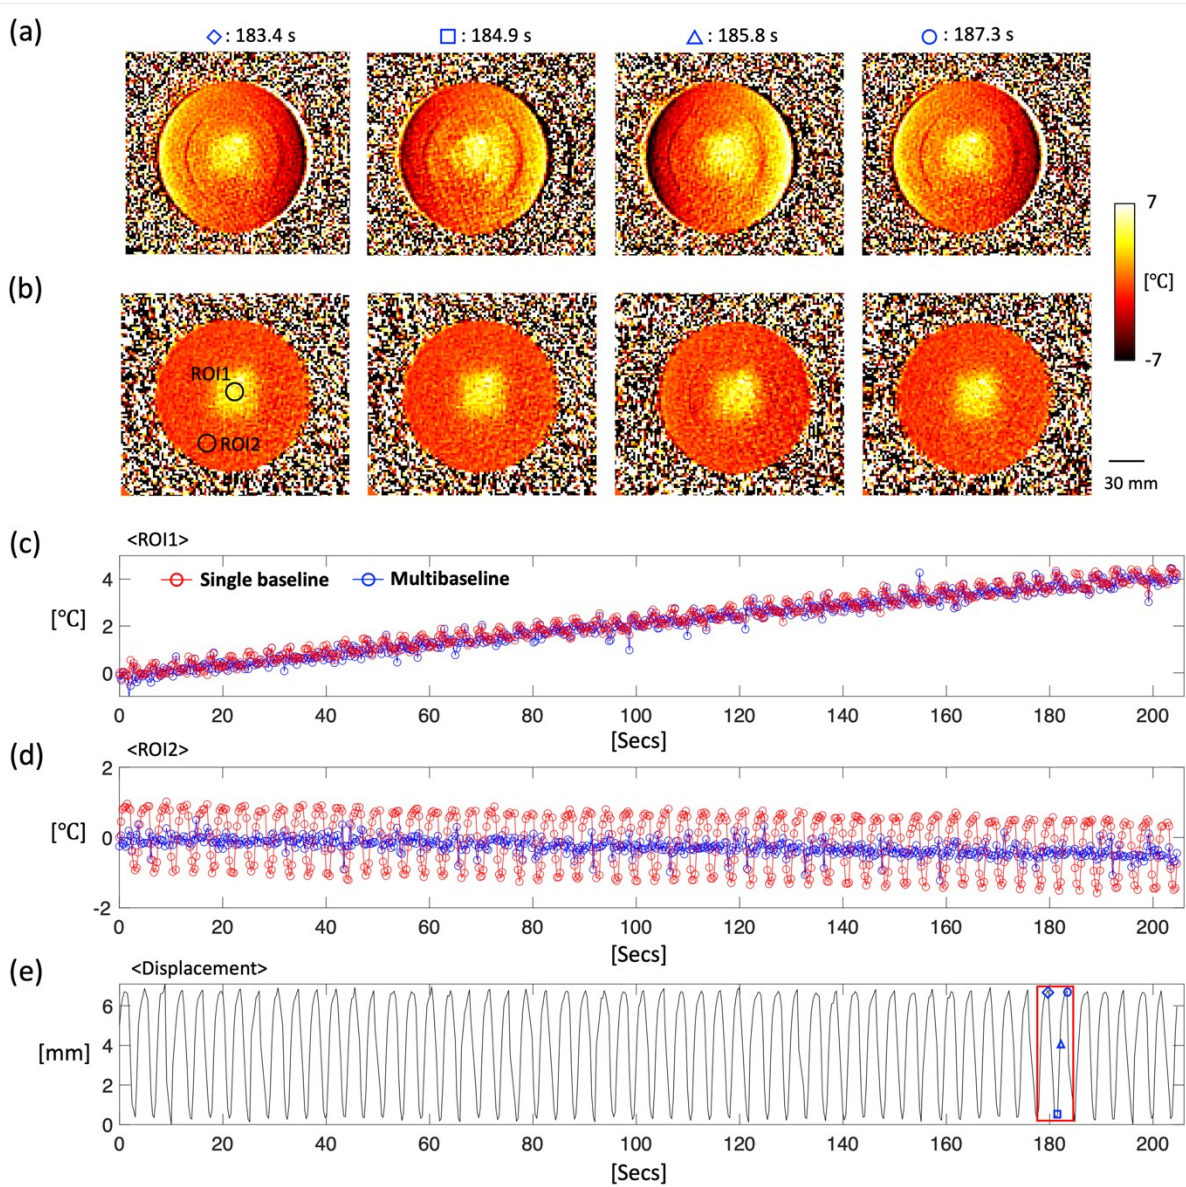 (a)
◇ : 183.4 s
□ : 184.9 s
△ : 185.8 s
○ : 187.3 s
7
[°C]
-7
(b)
ROI1
ROI2
30 mm
(c)
<ROI1>
Single baseline
Multibaseline
4
2
0
[°C]
0 20 40 60 80 100 120 140 160 180 200
[Secs]
(d)
<ROI2>
2
0
-2
[°C]
0 20 40 60 80 100 120 140 160 180 200
[Secs]
(e)
<Displacement>
6
4
2
0
[mm]
0 20 40 60 80 100 120 140 160 180 200
[Secs]